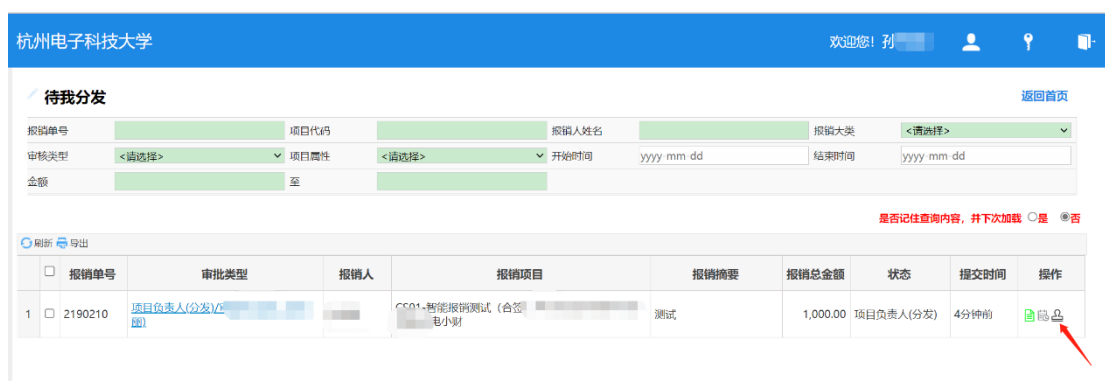 杭州电子科技大学 欢迎您! 孙
待我分发 返回首页
报销单号 项目代码 报销人姓名 报销大类 <请选择>
审核类型 <请选择> 项目属性 <请选择> 开始时间 yyyy-mm-dd 结束时间 yyyy-mm-dd
金额 至
是否记住查询内容，并下次加载 是 否
刷新 导出
报销单号 审批类型 报销人 报销项目 报销摘要 报销总金额 状态 提交时间 操作
1 2190210 项目负责人(分发)/ CS01-智能报销测试（合签 测试 1,000.00 项目负责人(分发) 4分钟前
丽) 电小财